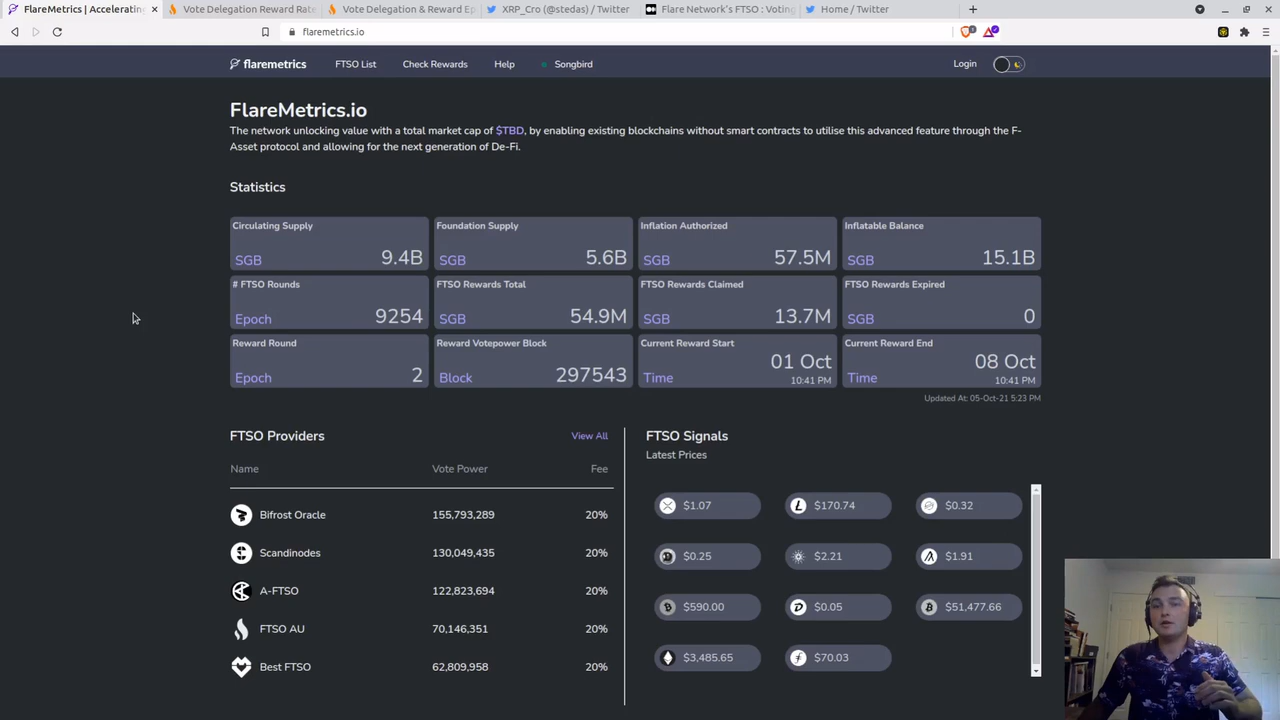 FlareMetrics | Accelerating
Vote Delegation Reward Rate
Vote Delegation & Reward Ep
XRP_Cro (@stedas) / Twitter
Flare Network's FTSO : Voting
Home / Twitter
flaremetrics.io
flaremetrics
FTSO List
Check Rewards
Help
Songbird
Login
FlareMetrics.io
The network unlocking value with a total market cap of $TBD, by enabling existing blockchains without smart contracts to utilise this advanced feature through the F-
Asset protocol and allowing for the next generation of De-Fi.
Statistics
Circulating Supply
SGB 9.4B
Foundation Supply
SGB 5.6B
Inflation Authorized
SGB 57.5M
Inflatable Balance
SGB 15.1B
# FTSO Rounds
Epoch 9254
FTSO Rewards Total
SGB 54.9M
FTSO Rewards Claimed
SGB 13.7M
FTSO Rewards Expired
SGB 0
Reward Round
Epoch 2
Reward Votepower Block
Block 297543
Current Reward Start
01 Oct
Time 10:41 PM
Current Reward End
08 Oct
Time 10:41 PM
Updated At: 05-Oct-21 5:23 PM
FTSO Providers
View All
Name Vote Power Fee
Bifrost Oracle 155,793,289 20%
Scandinodes 130,049,435 20%
A-FTSO 122,823,694 20%
FTSO AU 70,146,351 20%
Best FTSO 62,809,958 20%
FTSO Signals
Latest Prices
$1.07 $170.74 $0.32
$0.25 $2.21 $1.91
$590.00 $0.05 $51,477.66
$3,485.65 $70.03